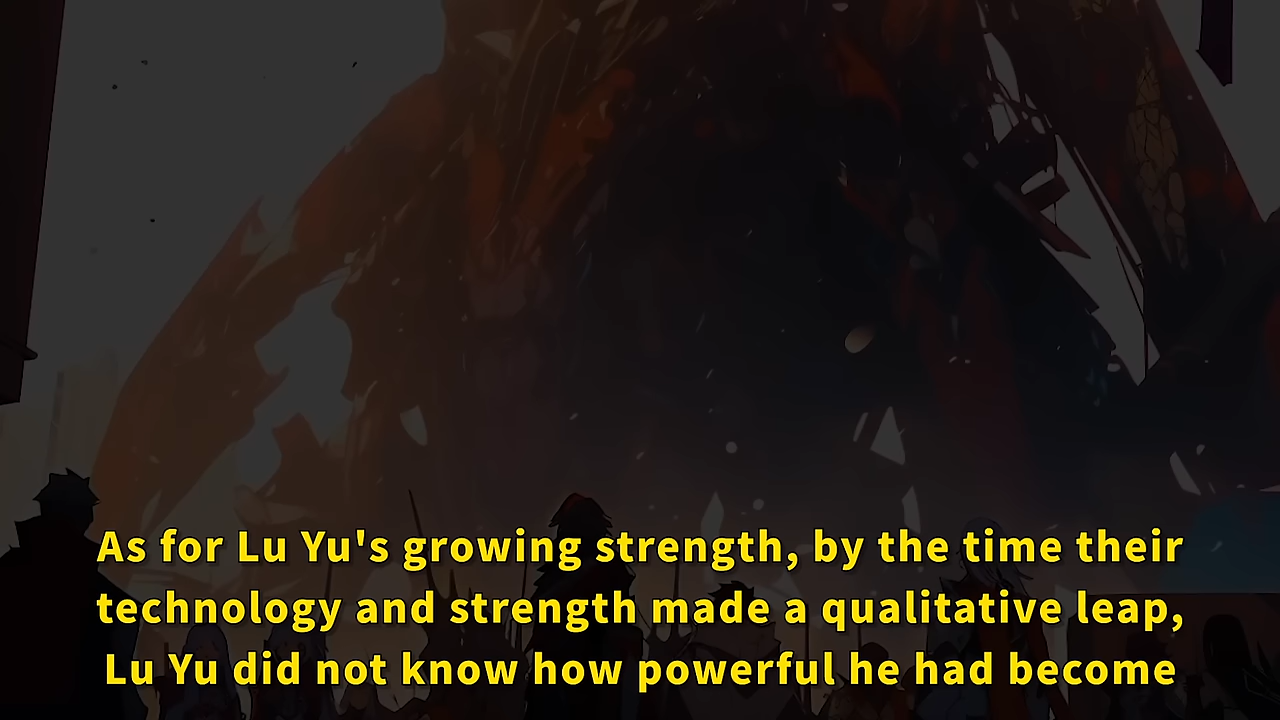 As for Lu Yu's growing strength, by the time their
technology and strength made a qualitative leap,
Lu Yu did not know how powerful he had become